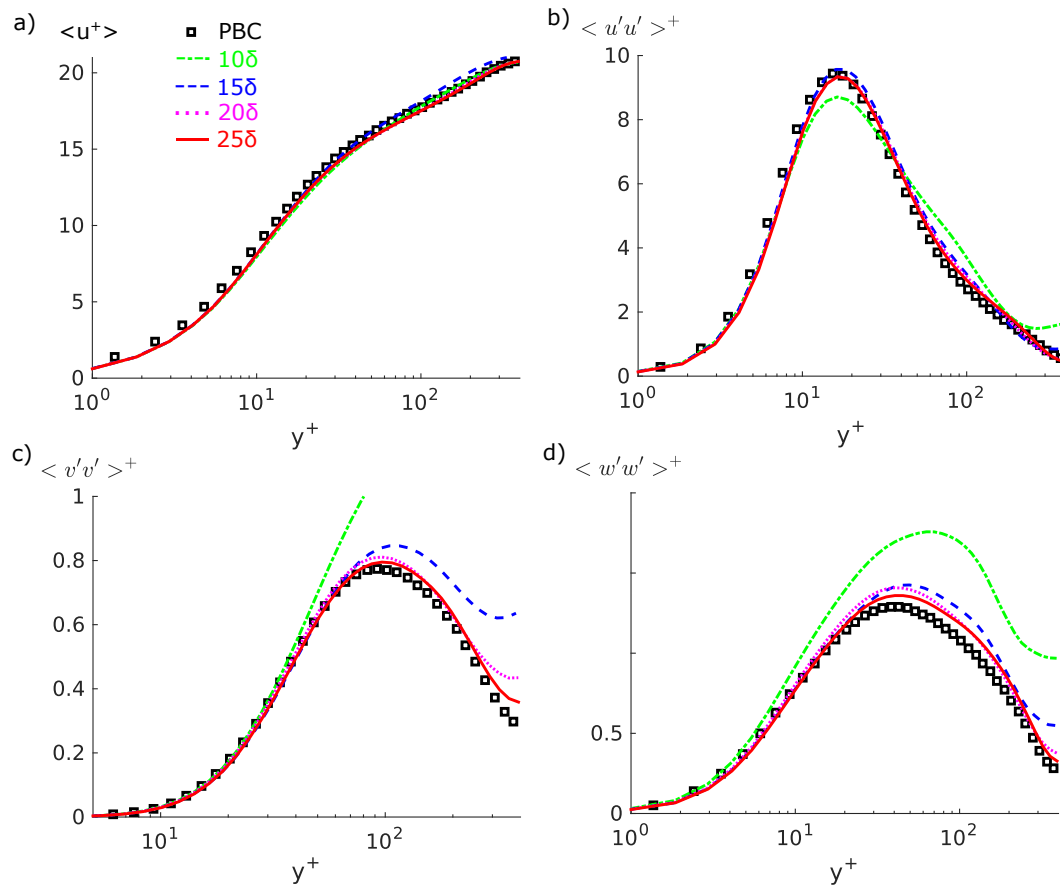 a) <u⁺>
PBC
10δ
15δ
20δ
25δ
20
15
10
5
0
10⁰ 10¹ 10²
y⁺
b) < u′u′ >⁺
10
8
6
4
2
0
10⁰ 10¹ 10²
y⁺
c) < v′v′ >⁺
1
0.8
0.6
0.4
0.2
0
10¹ 10²
y⁺
d) < w′w′ >⁺
0.5
0
10⁰ 10¹ 10²
y⁺